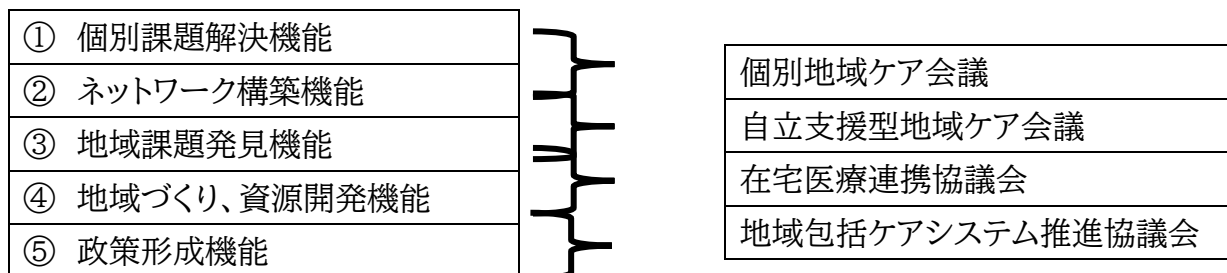 ① 個別課題解決機能
② ネットワーク構築機能
③ 地域課題発見機能
④ 地域づくり、資源開発機能
⑤ 政策形成機能
個別地域ケア会議
自立支援型地域ケア会議
在宅医療連携協議会
地域包括ケアシステム推進協議会